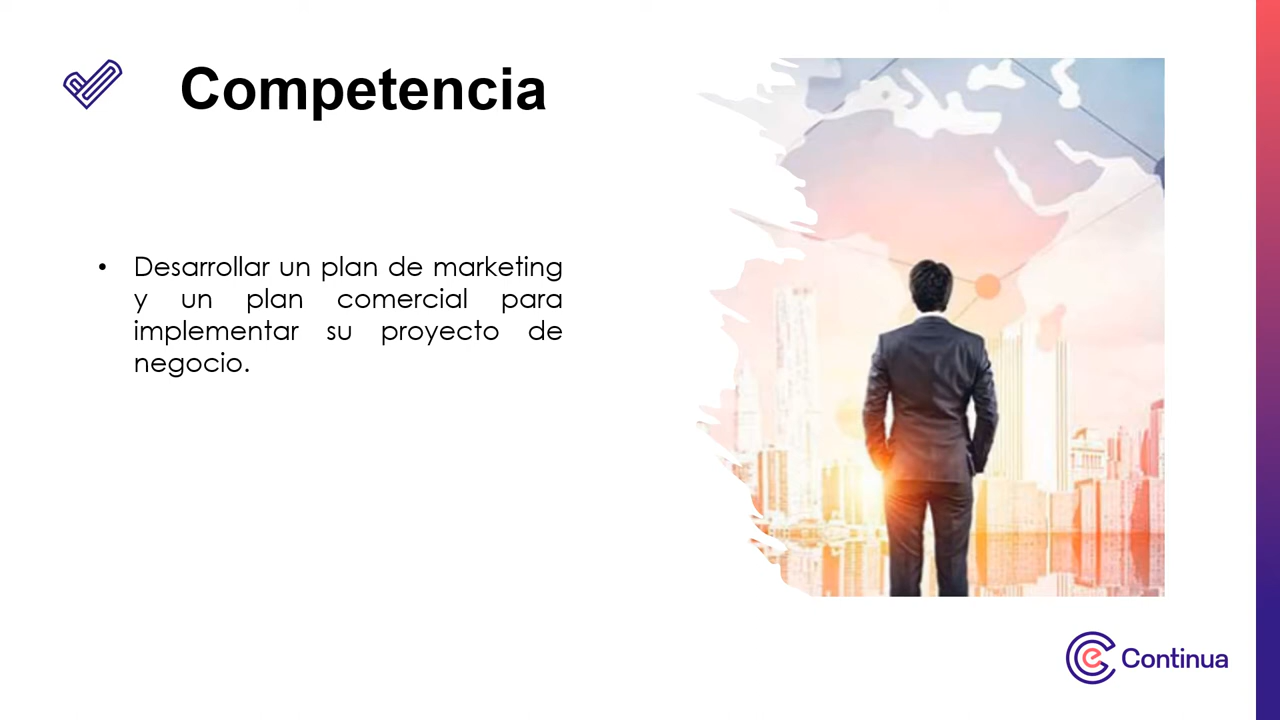 Competencia
• Desarrollar un plan de marketing
y un plan comercial para
implementar su proyecto de
negocio.
Continua